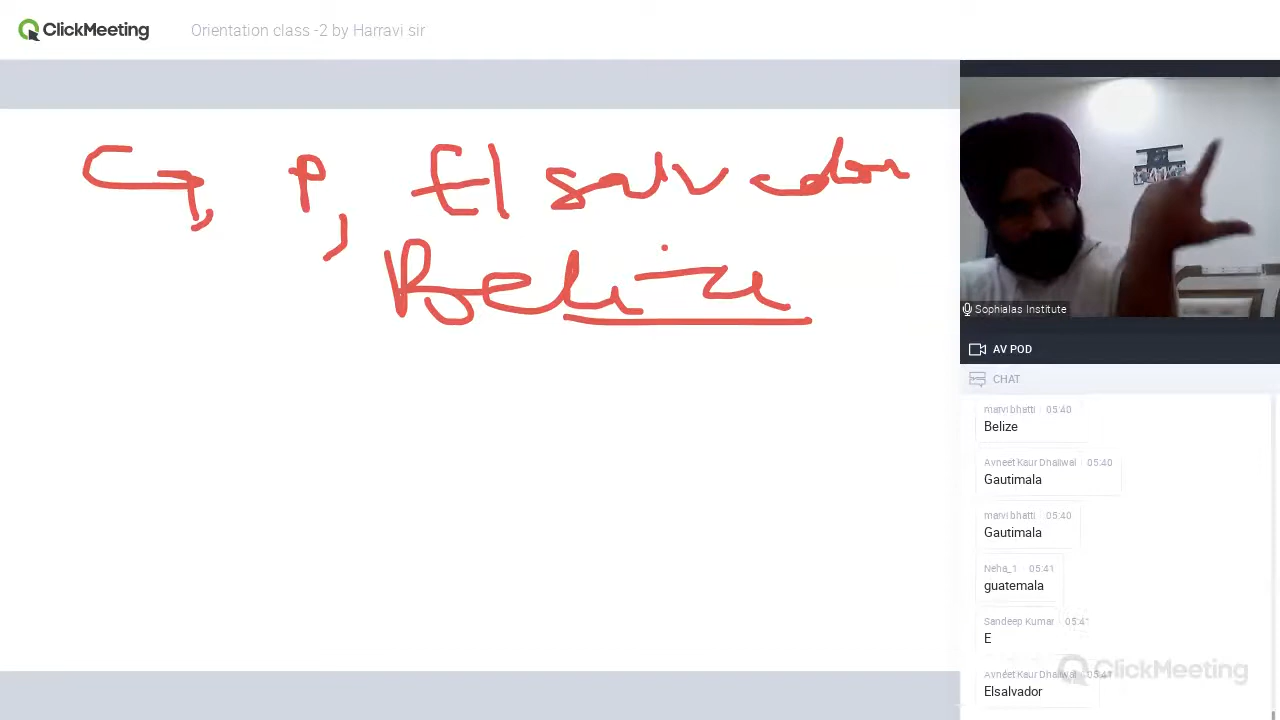 ClickMeeting
Orientation class -2 by Harravi sir
G, P, El Salvador
Belize
Sophialas Institute
AV POD
CHAT
marvi bhatti 05:40
Belize
Avneet Kaur Dhaliwal 05:40
Gautimala
marvi bhatti 05:40
Gautimala
Neha_1 05:41
guatemala
Sandeep Kumar 05:41
E
Avneet Kaur Dhaliwal 05:41
Elsalvador
ClickMeeting